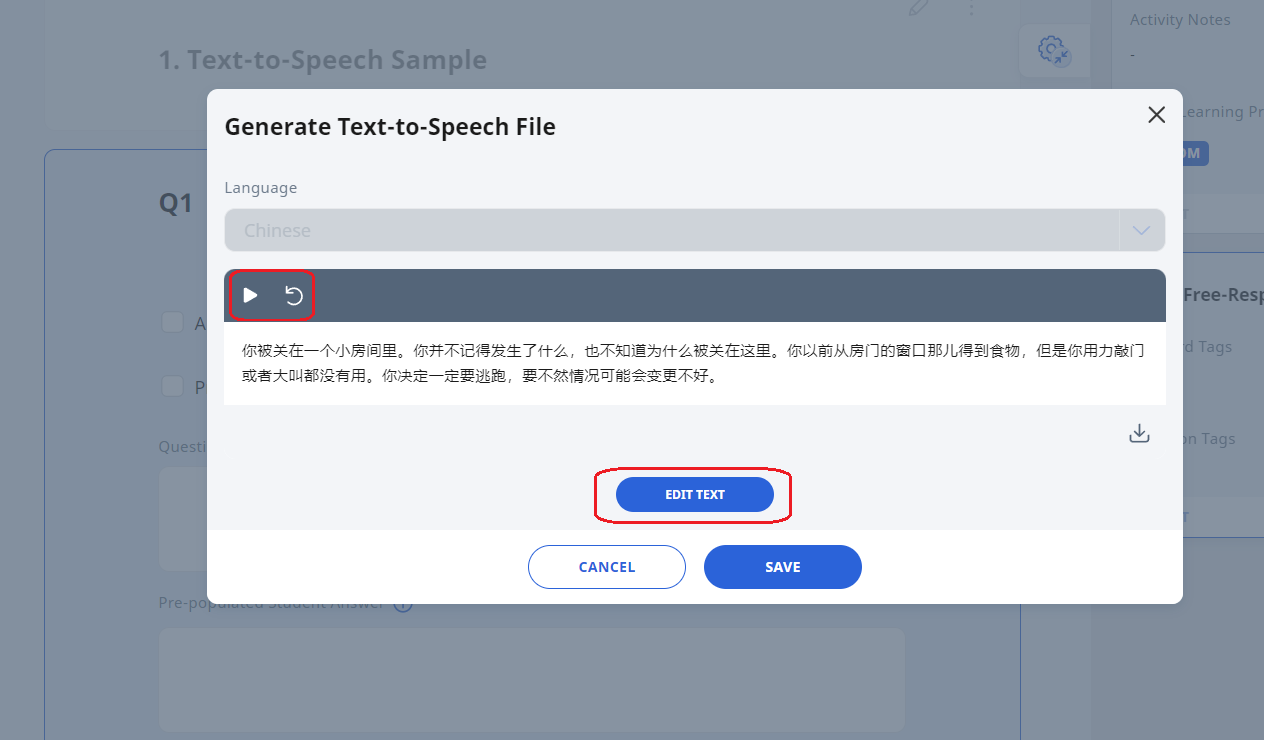 Activity Notes
-
1. Text-to-Speech Sample
Learning Pr
Generate Text-to-Speech File
Q1
Language
Chinese
Free-Resp
A
你被关在一个小房间里。你并不记得发生了什么，也不知道为什么被关在这里。你以前从房门的窗口那儿得到食物，但是你用力敲门
或者大叫都没有用。你决定一定要逃跑，要不然情况可能会变更不好。
rd Tags
P
Questi
on Tags
EDIT TEXT
CANCEL
SAVE
Pre-populated Student Answer